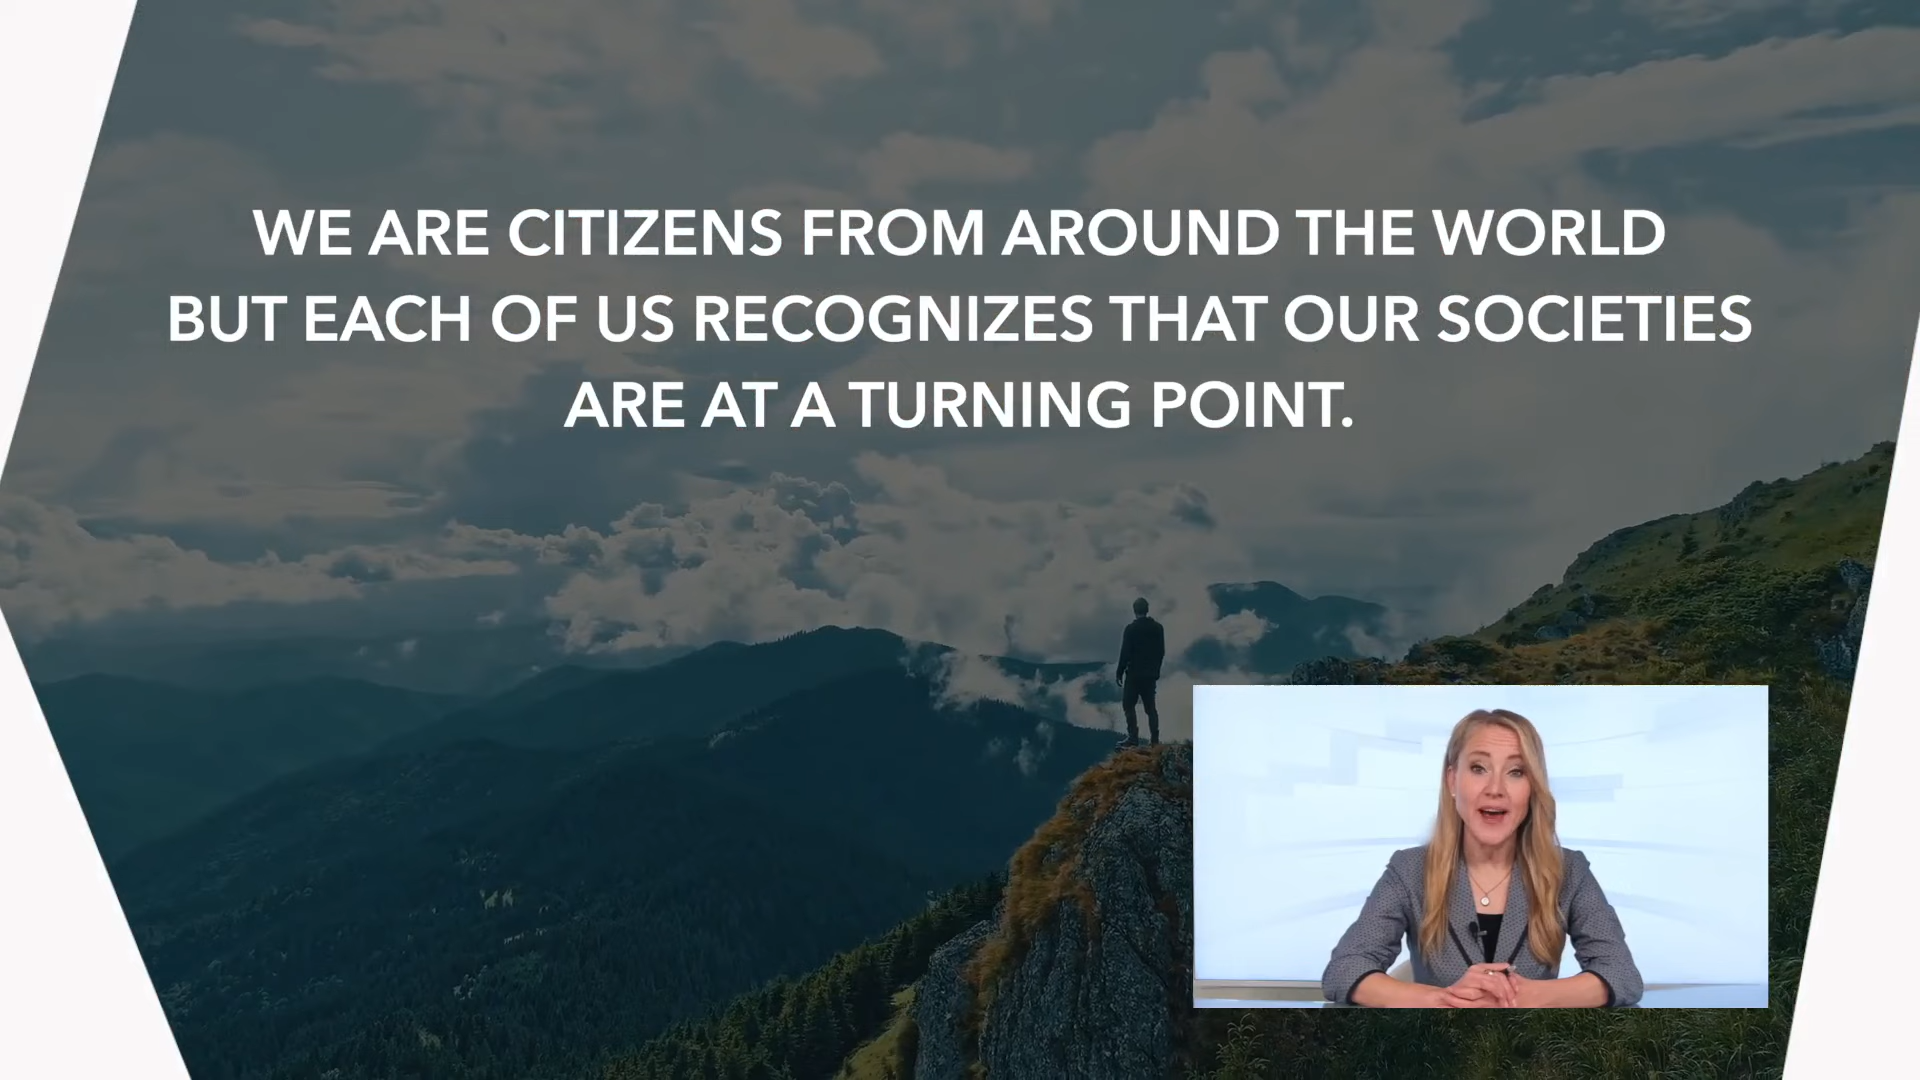 WE ARE CITIZENS FROM AROUND THE WORLD
BUT EACH OF US RECOGNIZES THAT OUR SOCIETIES
ARE AT A TURNING POINT.